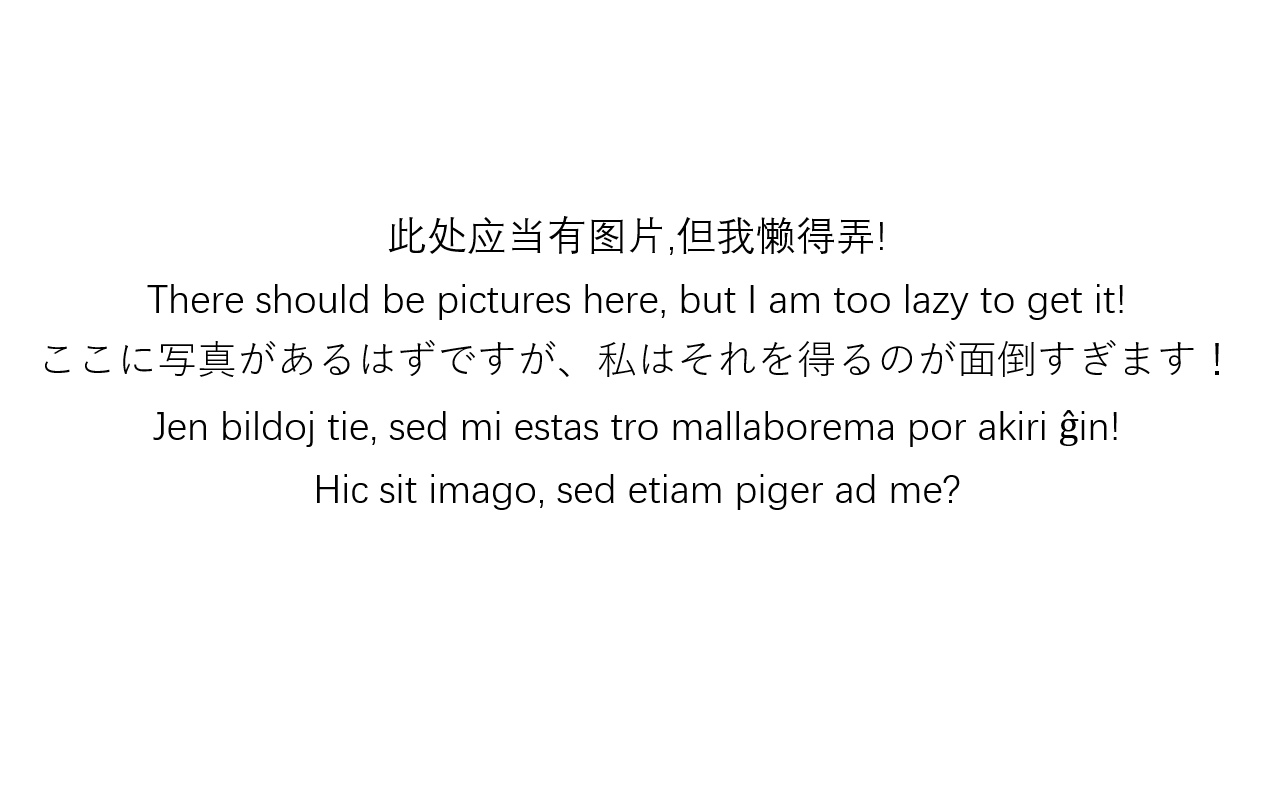 此处应当有图片,但我懒得弄!
There should be pictures here, but I am too lazy to get it!
ここに写真があるはずですが、私はそれを得るのが面倒すぎます！
Jen bildoj tie, sed mi estas tro mallaborema por akiri ĝin!
Hic sit imago, sed etiam piger ad me?